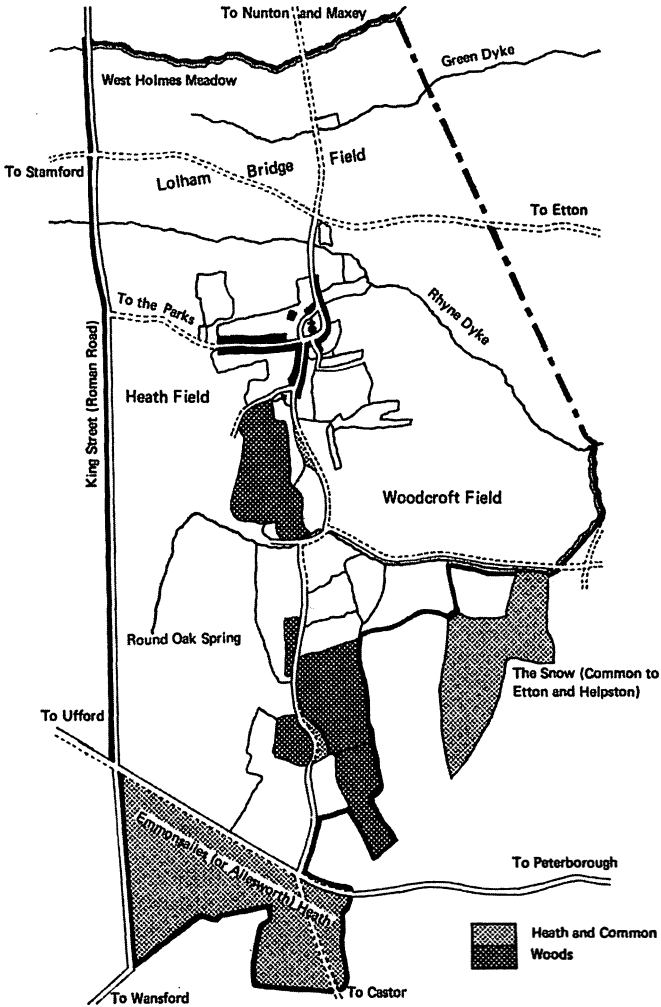 To Nunton and Maxey
Green Dyke
West Holmes Meadow
To Stamford
Lolham Bridge Field
To Etton
To the Parks
Rhyne Dyke
King Street (Roman Road)
Heath Field
Woodcroft Field
Round Oak Spring
The Snow (Common to
Etton and Helpston)
To Ufford
Emmonsales (or Ailesworth) Heath
To Peterborough
Heath and Common
Woods
To Wansford
To Castor